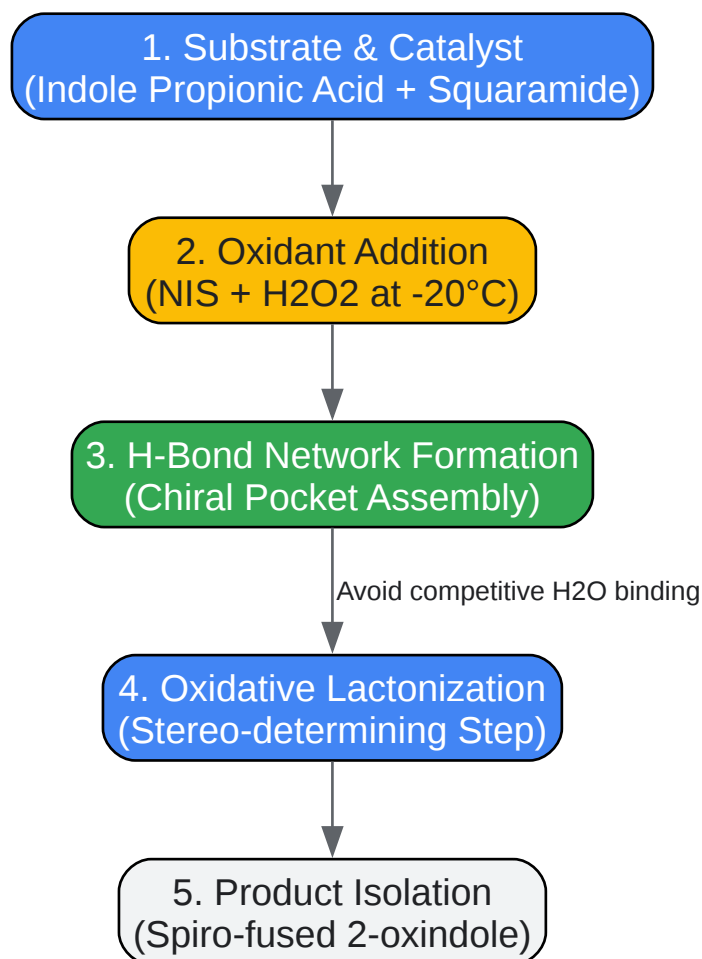 1. Substrate & Catalyst
(Indole Propionic Acid + Squaramide)
2. Oxidant Addition
(NIS + H2O2 at -20°C)
3. H-Bond Network Formation
(Chiral Pocket Assembly)
Avoid competitive H2O binding
4. Oxidative Lactonization
(Stereo-determining Step)
5. Product Isolation
(Spiro-fused 2-oxindole)